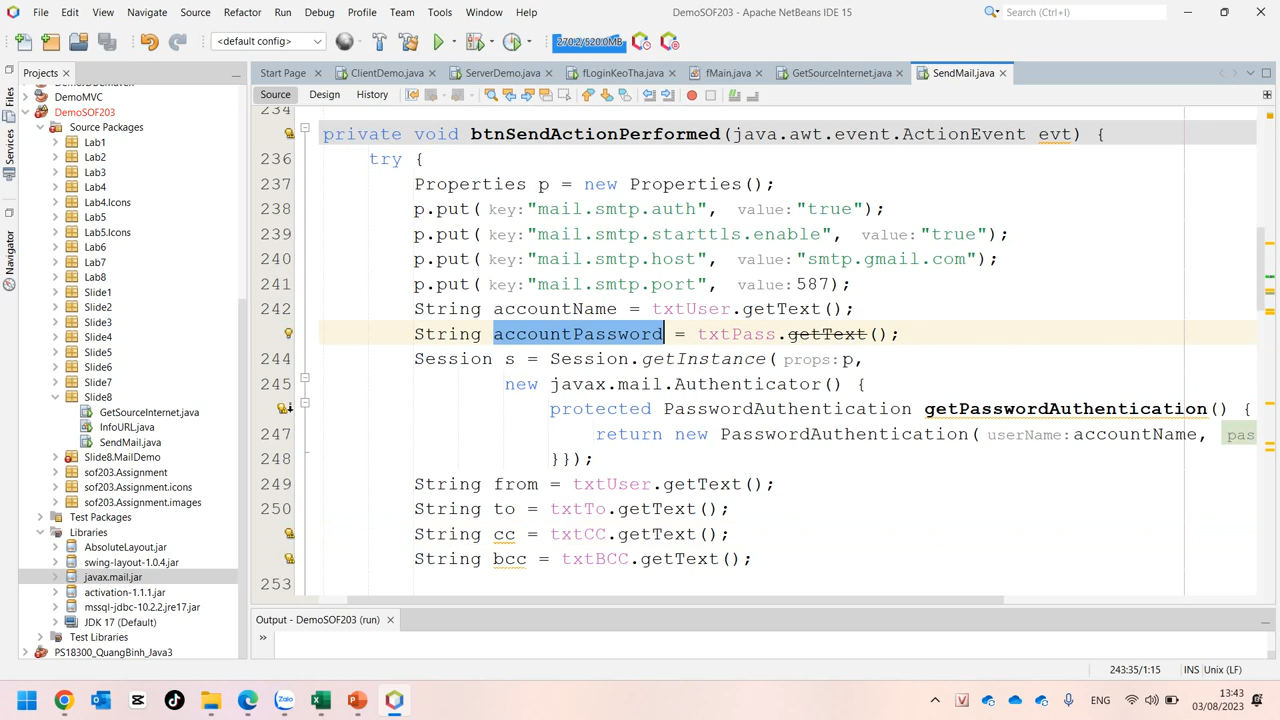 File Edit View Navigate Source Refactor Run Debug Profile Team Tools Window Help DemoSOF203 - Apache NetBeans IDE 15 Search (Ctrl+I)
<default config> 270.2/520.0MB
Projects
Start Page ClientDemo.java ServerDemo.java fLoginKeoTha.java fMain.java GetSourceInternet.java SendMail.java
Source Design History
Files
Services
Navigator
DemoMVC
DemoSOF203
Source Packages
Lab1
Lab2
Lab3
Lab4
Lab4.Icons
Lab5
Lab5.Icons
Lab6
Lab7
Lab8
Slide1
Slide2
Slide3
Slide4
Slide5
Slide6
Slide7
Slide8
GetSourceInternet.java
InfoURL.java
SendMail.java
Slide8.MailDemo
sof203.Assignment
sof203.Assignment.icons
sof203.Assignment.images
Test Packages
Libraries
AbsoluteLayout.jar
swing-layout-1.0.4.jar
javax.mail.jar
activation-1.1.1.jar
mssql-jdbc-10.2.2.jre17.jar
JDK 17 (Default)
Test Libraries
PS18300_QuangBinh_Java3
234
private void btnSendActionPerformed(java.awt.event.ActionEvent evt) {
236 try {
237 Properties p = new Properties();
238 p.put(key:"mail.smtp.auth", value:"true");
239 p.put(key:"mail.smtp.starttls.enable", value:"true");
240 p.put(key:"mail.smtp.host", value:"smtp.gmail.com");
241 p.put(key:"mail.smtp.port", value:587);
242 String accountName = txtUser.getText();
String accountPassword = txtPass.getText();
244 Session s = Session.getInstance(props:p,
245 new javax.mail.Authenticator() {
protected PasswordAuthentication getPasswordAuthentication() {
247 return new PasswordAuthentication(userName:accountName, pas
248 }});
249 String from = txtUser.getText();
250 String to = txtTo.getText();
String cc = txtCC.getText();
String bcc = txtBCC.getText();
253
Output - DemoSOF203 (run)
243:35/1:15 INS Unix (LF)
ENG 13:43
03/08/2023